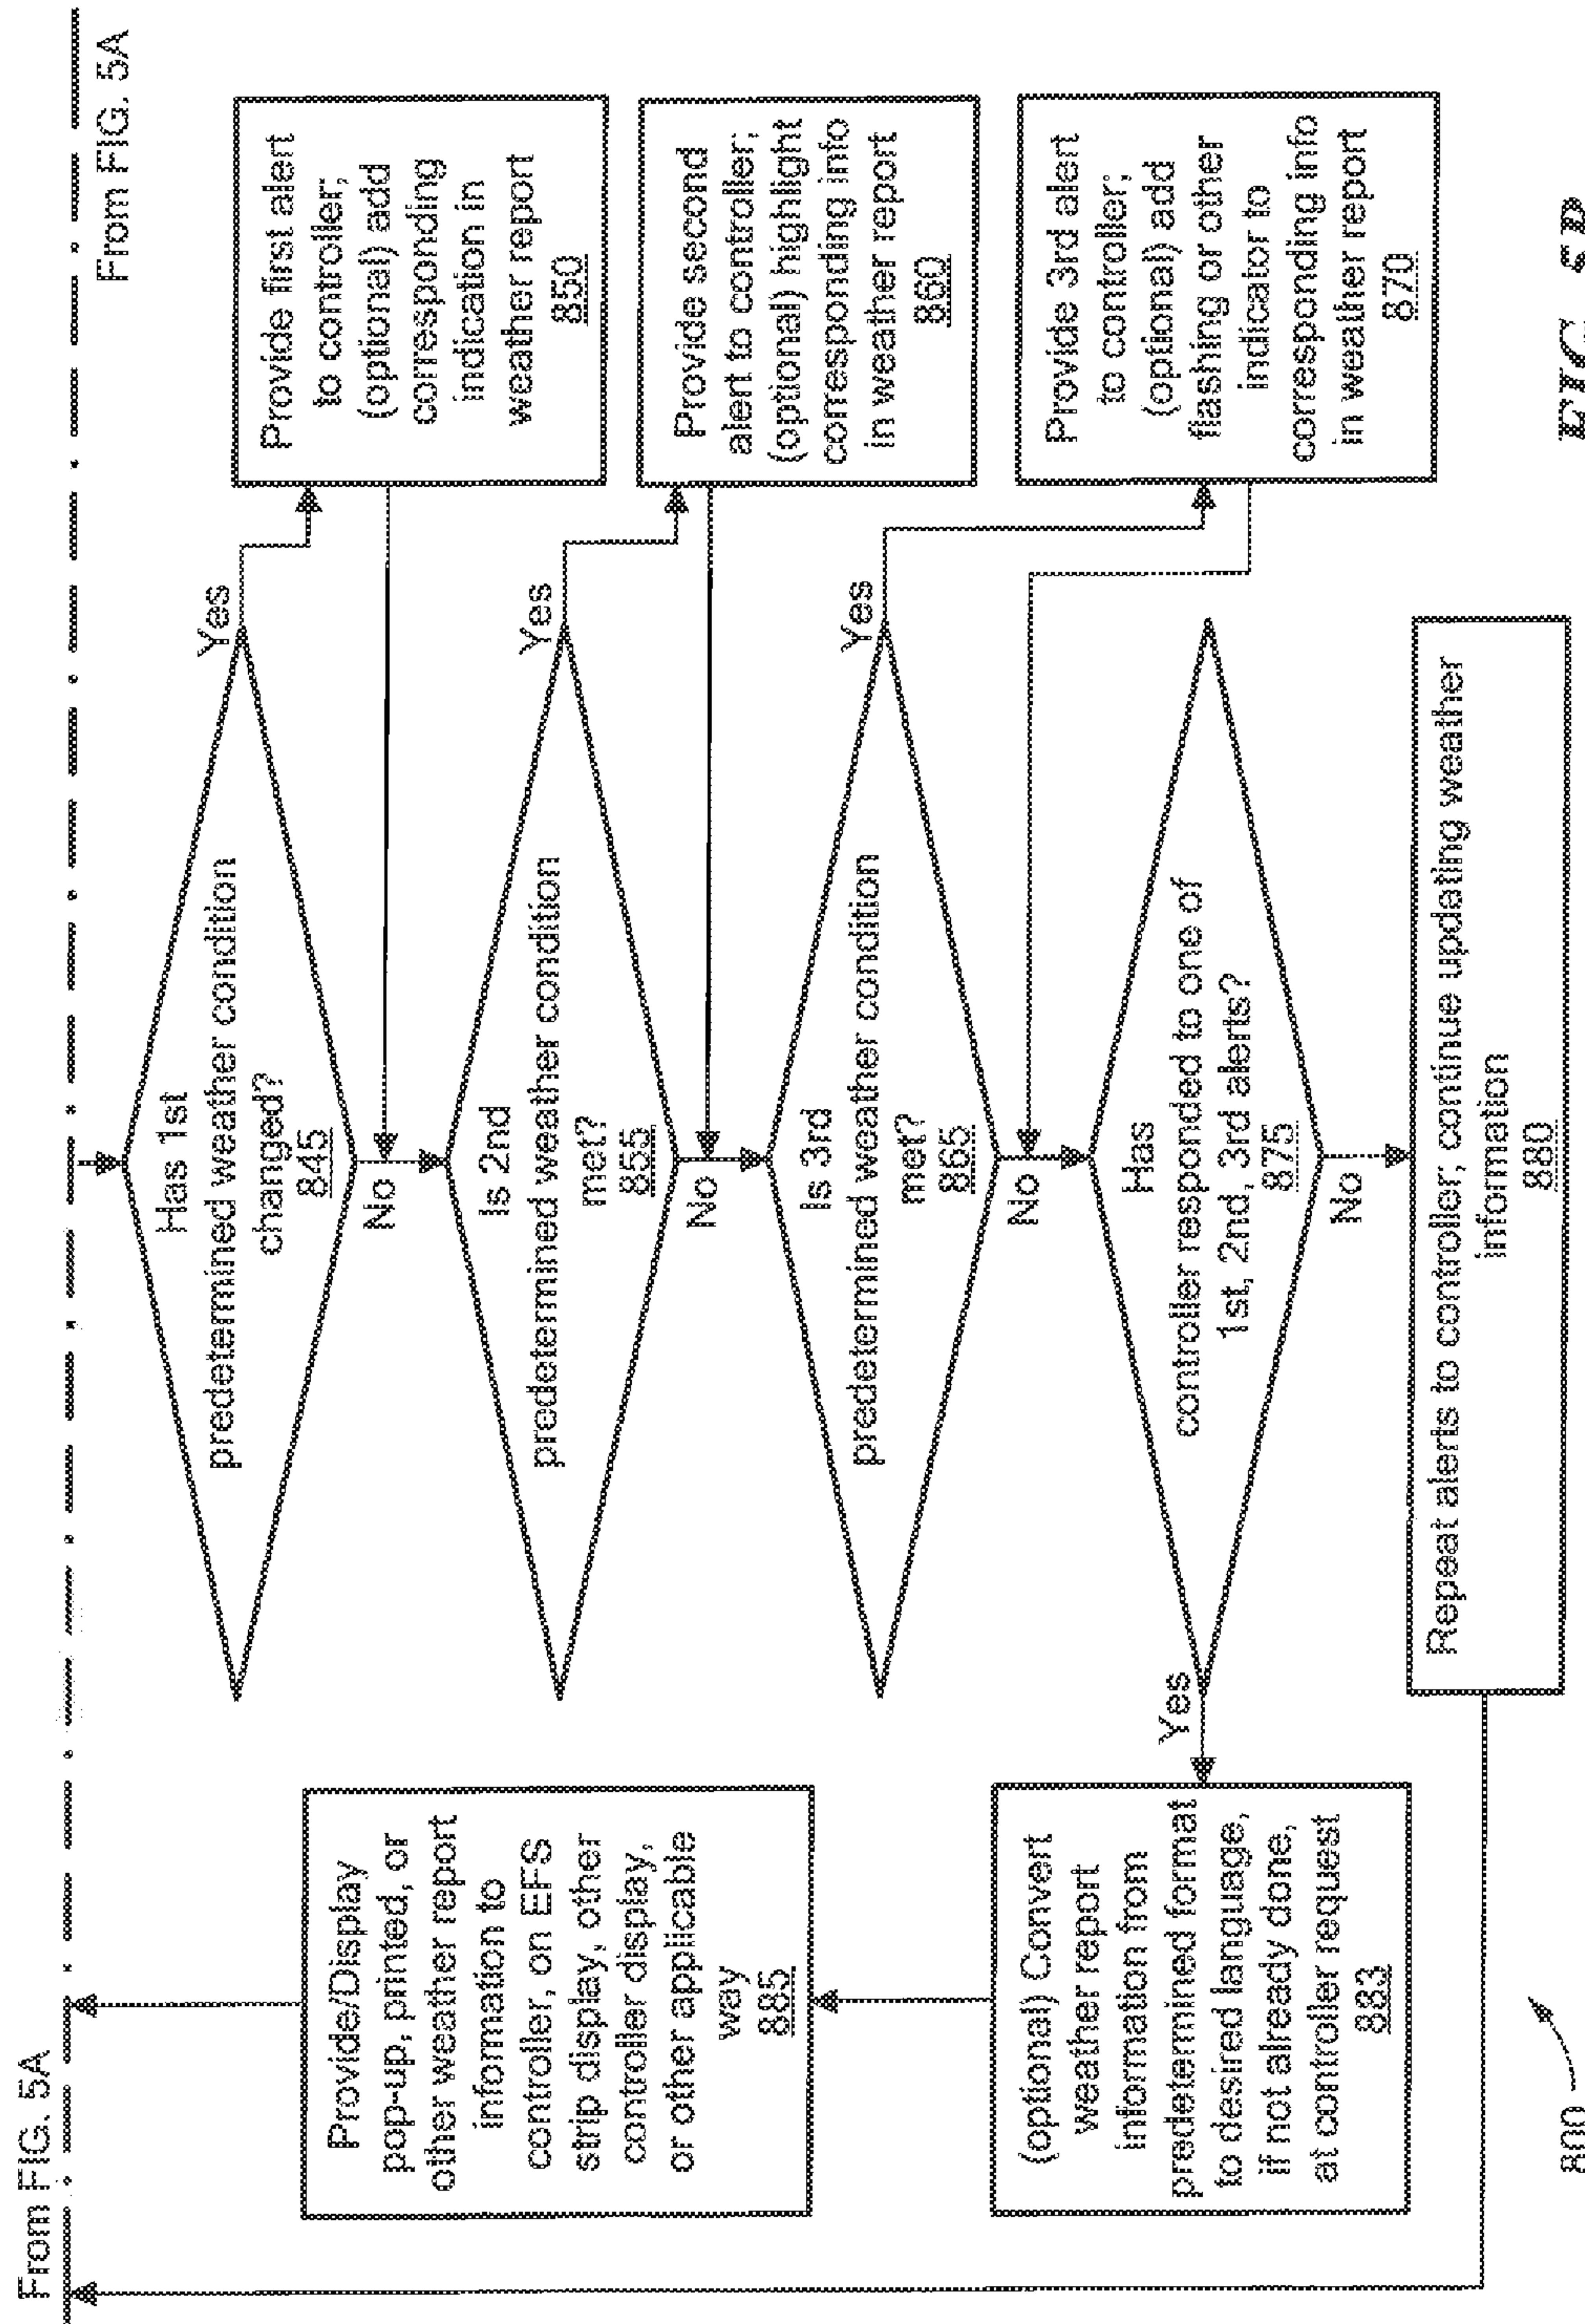 From FIG. 5A
From FIG. 5A
Has 1st
predetermined weather condition
changed?
845
Yes
No
Provide first alert
to controller;
(optional) add
corresponding
indication in
weather report
850
Is 2nd
predetermined weather condition
met?
855
Yes
No
Provide second
alert to controller;
(optional) highlight
corresponding info
in weather report
860
Is 3rd
predetermined weather condition
met?
865
Yes
No
Provide 3rd alert
to controller;
(optional) add
flashing or other
indicator to
corresponding info
in weather report
870
Has
controller responded to one of
1st, 2nd, 3rd alerts?
875
Yes
No
Repeat alerts to controller; continue updating weather
information
880
(optional) Convert
weather report
information from
predetermined format
to desired language,
if not already done,
at controller request
883
Provide/Display
pop-up, printed, or
other weather report
information to
controller, on EFS
strip display, other
controller display,
or other applicable
way
885
800